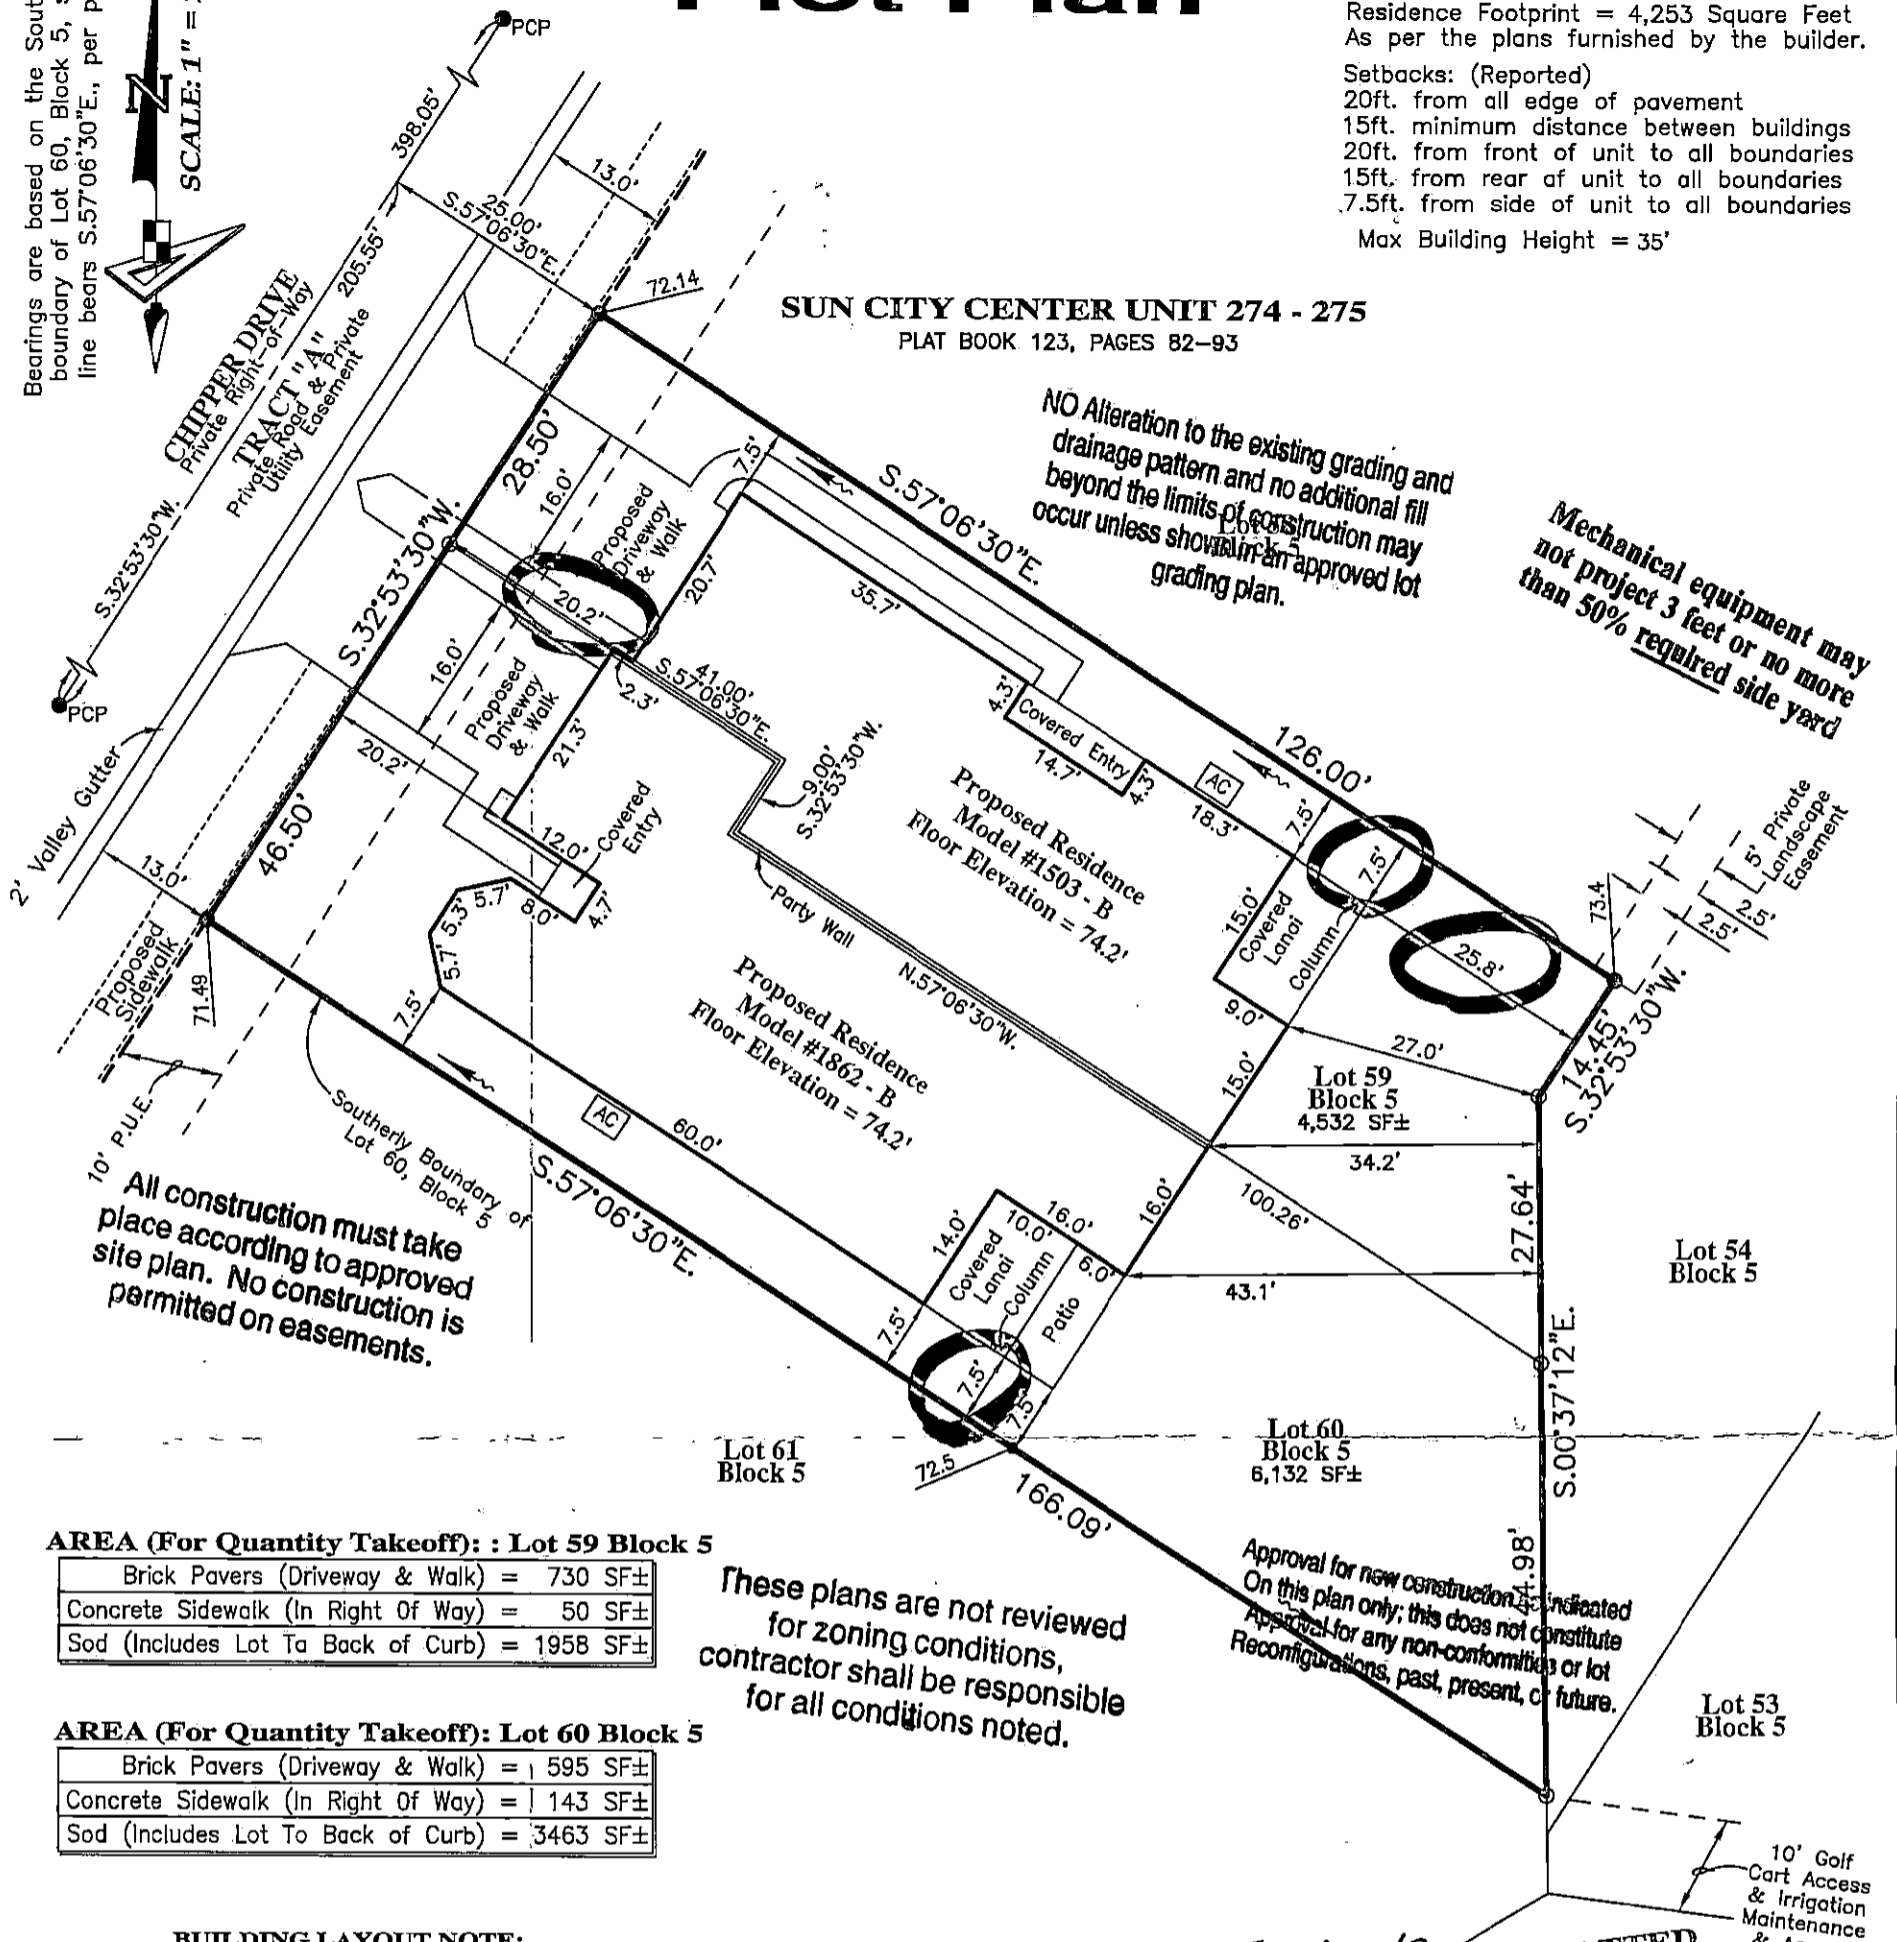 Plot Plan
Bearings are based on the Sout
boundary of Lot 60, Block 5, s
line bears S.57°06'30"E., per p
N
SCALE: 1" =
Residence Footprint = 4,253 Square Feet
As per the plans furnished by the builder.
Setbacks: (Reported)
20ft. from all edge of pavement
15ft. minimum distance between buildings
20ft. from front of unit to all boundaries
15ft. from rear of unit to all boundaries
7.5ft. from side of unit to all boundaries
Max Building Height = 35'
PCP
398.05'
13.0'
25.00'
S.57°06'30"E.
205.55'
72.14
CHIPPER DRIVE
Private Right-of-Way
TRACT "A"
Private Road & Private
Utility Easement
S.32°53'30"W.
PCP
2' Valley Gutter
SUN CITY CENTER UNIT 274 - 275
PLAT BOOK 123, PAGES 82-93
NO Alteration to the existing grading and
drainage pattern and no additional fill
beyond the limits of construction may
occur unless shown in an approved lot
grading plan.
Mechanical equipment may
not project 3 feet or no more
than 50% required side yard
28.50'
S.32°53'30"W.
46.50'
16.0'
Proposed
Driveway
& Walk
7.5'
20.7'
35.7'
S.57°06'30"E.
126.00'
20.2'
16.0'
Proposed
Driveway
& Walk
2.3'
41.00'
S.57°06'30"E.
21.3'
9.00'
S.32°53'30"W.
4.3'
Covered Entry
14.7'
4.3'
AC
18.3'
7.5'
Proposed Residence
Model #1503 - B
Floor Elevation = 74.2'
20.2'
12.0'
Covered
Entry
4.7'
8.0'
5.7'
5.3'
5.7'
7.5'
13.0'
Proposed
Sidewalk
71.49
10' P.U.E.
Party Wall
N.57°06'30"W.
Proposed Residence
Model #1862 - B
Floor Elevation = 74.2'
15.0'
Covered
Lanai
Column
7.5'
25.8'
9.0'
73.4
5' Private
Landscape
Easement
2.5'
2.5'
14.45'
S.32°53'30"W.
27.0'
15.0'
Lot 59
Block 5
4,532 SF±
34.2'
27.64'
100.26'
AC
60.0'
S.57°06'30"E.
Southerly Boundary of
Lot 60, Block 5
All construction must take
place according to approved
site plan. No construction is
permitted on easements.
14.0'
16.0'
10.0'
Covered
Lanai
Column
6.0'
Patio
16.0'
43.1'
7.5'
7.5'
7.5'
72.5
166.09'
Lot 54
Block 5
S.00°37'12"E.
44.98'
Lot 61
Block 5
Lot 60
Block 5
6,132 SF±
Lot 53
Block 5
AREA (For Quantity Takeoff): : Lot 59 Block 5
Brick Pavers (Driveway & Walk) = 730 SF±
Concrete Sidewalk (In Right Of Way) = 50 SF±
Sod (Includes Lot To Back of Curb) = 1958 SF±
AREA (For Quantity Takeoff): Lot 60 Block 5
Brick Pavers (Driveway & Walk) = 595 SF±
Concrete Sidewalk (In Right Of Way) = 143 SF±
Sod (Includes Lot To Back of Curb) = 3463 SF±
These plans are not reviewed
for zoning conditions,
contractor shall be responsible
for all conditions noted.
Approval for new construction is indicated
On this plan only; this does not constitute
Approval for any non-conformities or lot
Reconfigurations, past, present, or future.
10' Golf
Cart Access
& Irrigation
Maintenance
BUILDING LAYOUT NOTE: